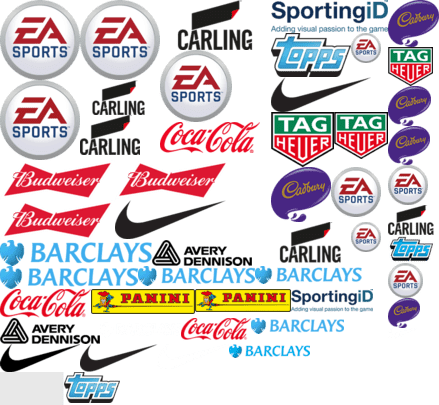 EA SPORTS
EA SPORTS
CARLING
SportingiD
Adding visual passion to the game
Cadbury
topps
EA SPORTS
TAG HEUER
EA SPORTS
CARLING
EA SPORTS
CARLING
Coca-Cola
TAG HEUER
TAG HEUER
Cadbury
Cadbury
Budweiser
Budweiser
Cadbury
EA SPORTS
EA SPORTS
Budweiser
CARLING
EA SPORTS
CARLING
BARCLAYS
AVERY DENNISON
topps
BARCLAYS
BARCLAYS
BARCLAYS
EA SPORTS
Coca-Cola
PANINI
PANINI
SportingiD
Adding visual passion to the game
Cadbury
AVERY DENNISON
Coca-Cola
BARCLAYS
BARCLAYS
topps